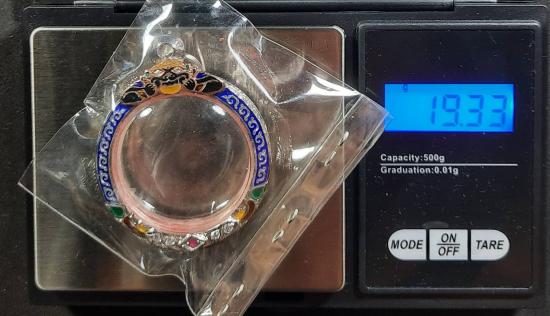 g
19.33
Capacity:500g
Graduation:0.01g
MODE
ON
OFF
TARE